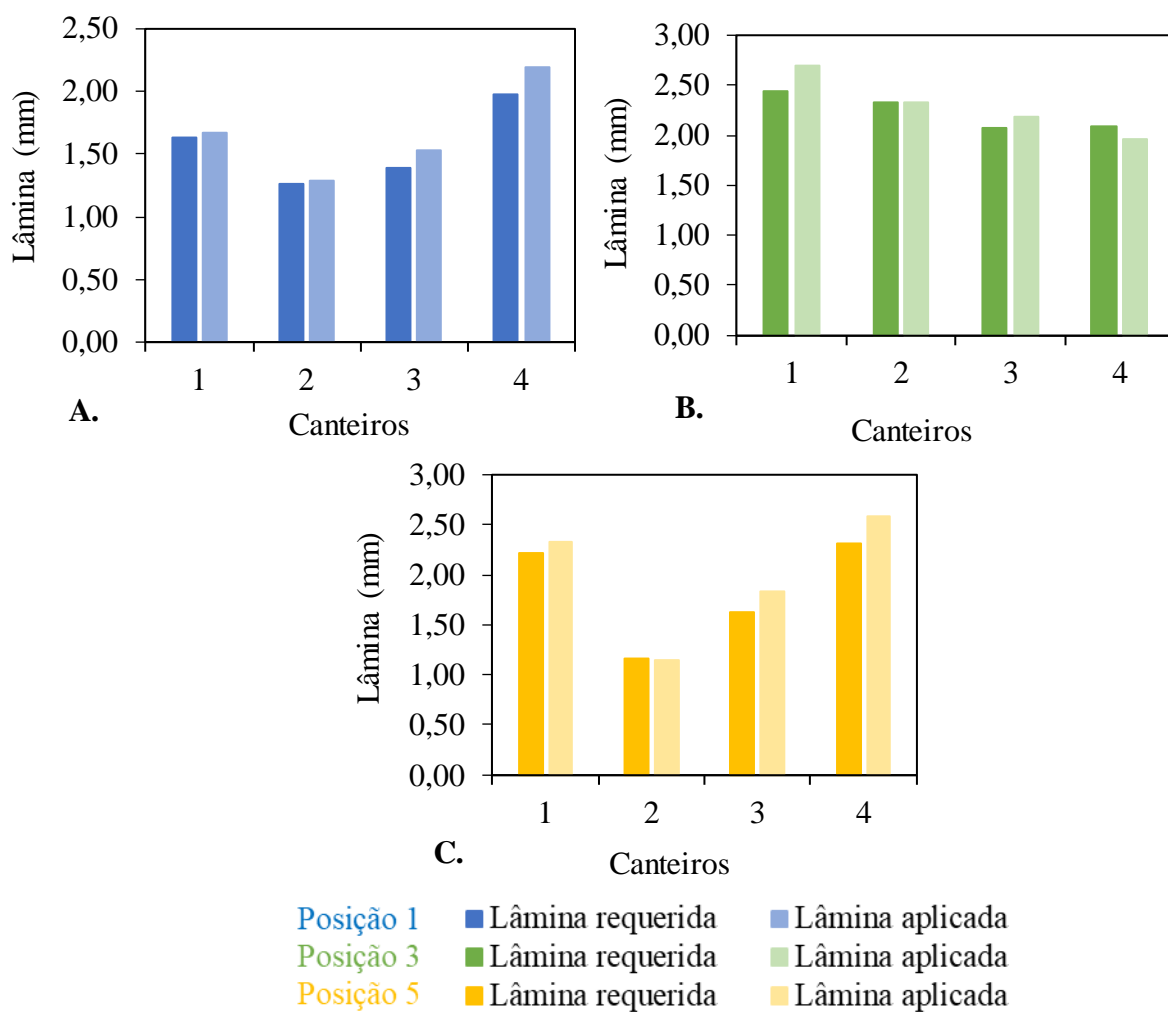 2,50
2,00
1,50
1,00
0,50
0,00
Lâmina (mm)
1 2 3 4
A.
Canteiros
3,00
2,50
2,00
1,50
1,00
0,50
0,00
Lâmina (mm)
1 2 3 4
B.
Canteiros
3,00
2,50
2,00
1,50
1,00
0,50
0,00
Lâmina (mm)
1 2 3 4
C.
Canteiros
Posição 1 Lâmina requerida Lâmina aplicada
Posição 3 Lâmina requerida Lâmina aplicada
Posição 5 Lâmina requerida Lâmina aplicada